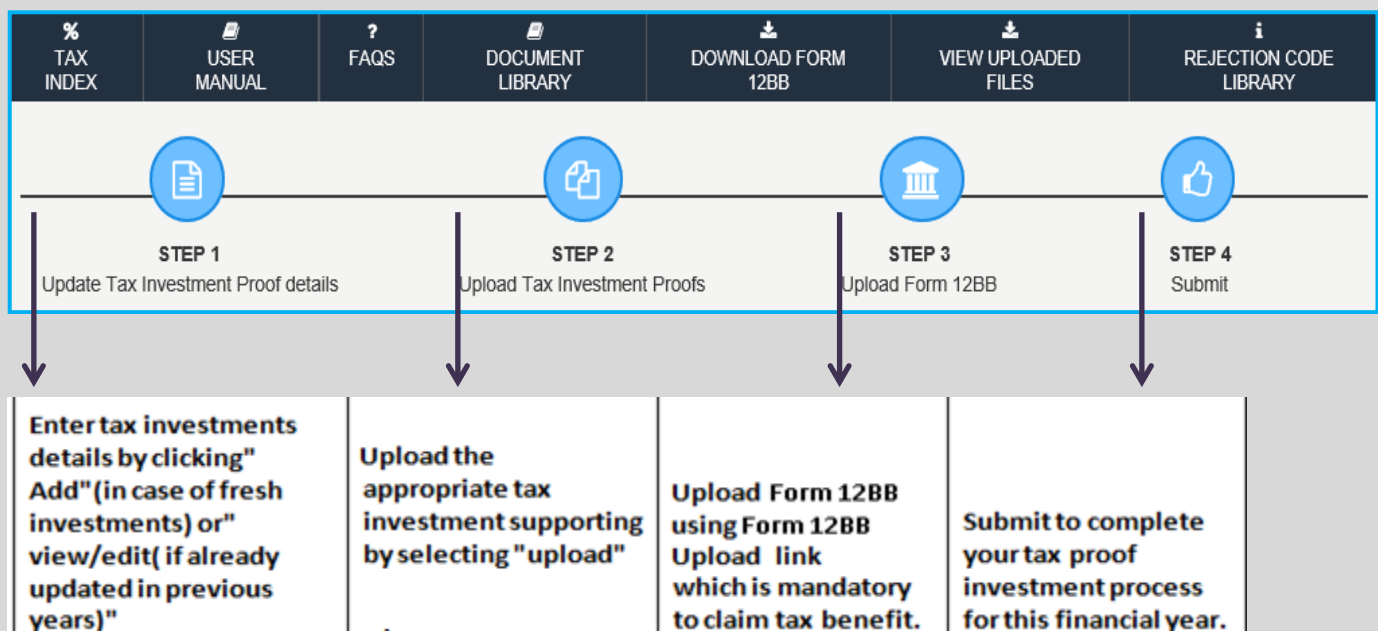 %
TAX
INDEX
USER
MANUAL
?
FAQS
DOCUMENT
LIBRARY
DOWNLOAD FORM
12BB
VIEW UPLOADED
FILES
i
REJECTION CODE
LIBRARY
STEP 1
Update Tax Investment Proof details
STEP 2
Upload Tax Investment Proofs
STEP 3
Upload Form 12BB
STEP 4
Submit
Enter tax investments
details by clicking"
Add"(in case of fresh
investments) or"
view/edit( if already
updated in previous
years)"
Upload the
appropriate tax
investment supporting
by selecting "upload"
Upload Form 12BB
using Form 12BB
Upload link
which is mandatory
to claim tax benefit.
Submit to complete
your tax proof
investment process
for this financial year.